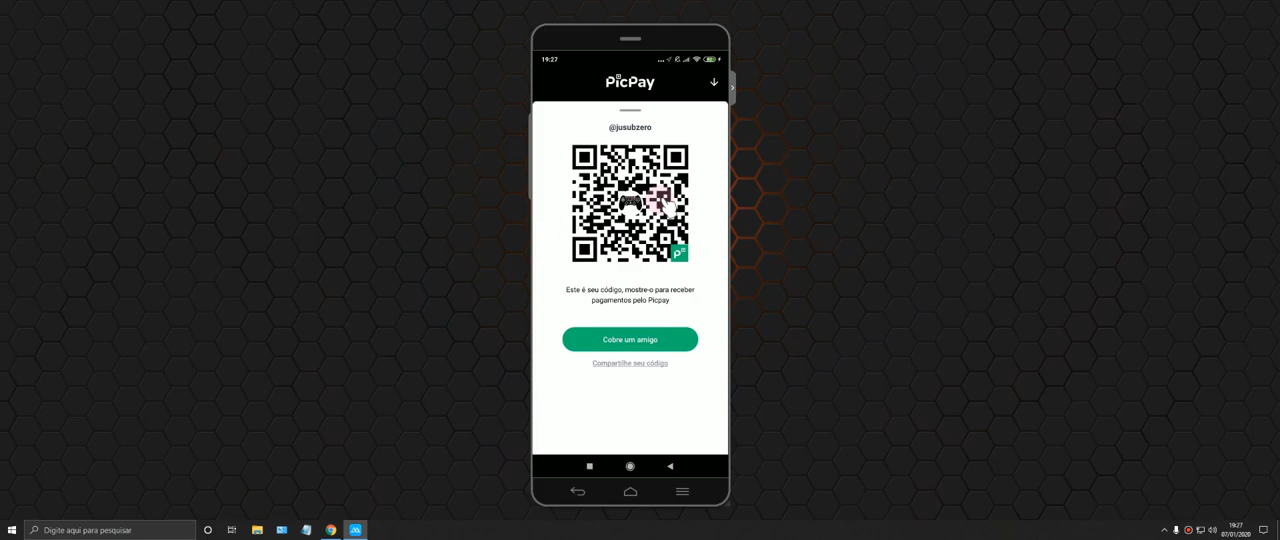 19:27
PicPay
@jusubzero
Este é seu código, mostre-o para receber
pagamentos pelo Picpay
Cobre um amigo
Compartilhe seu código
Digite aqui para pesquisar
19:27
07/01/2020